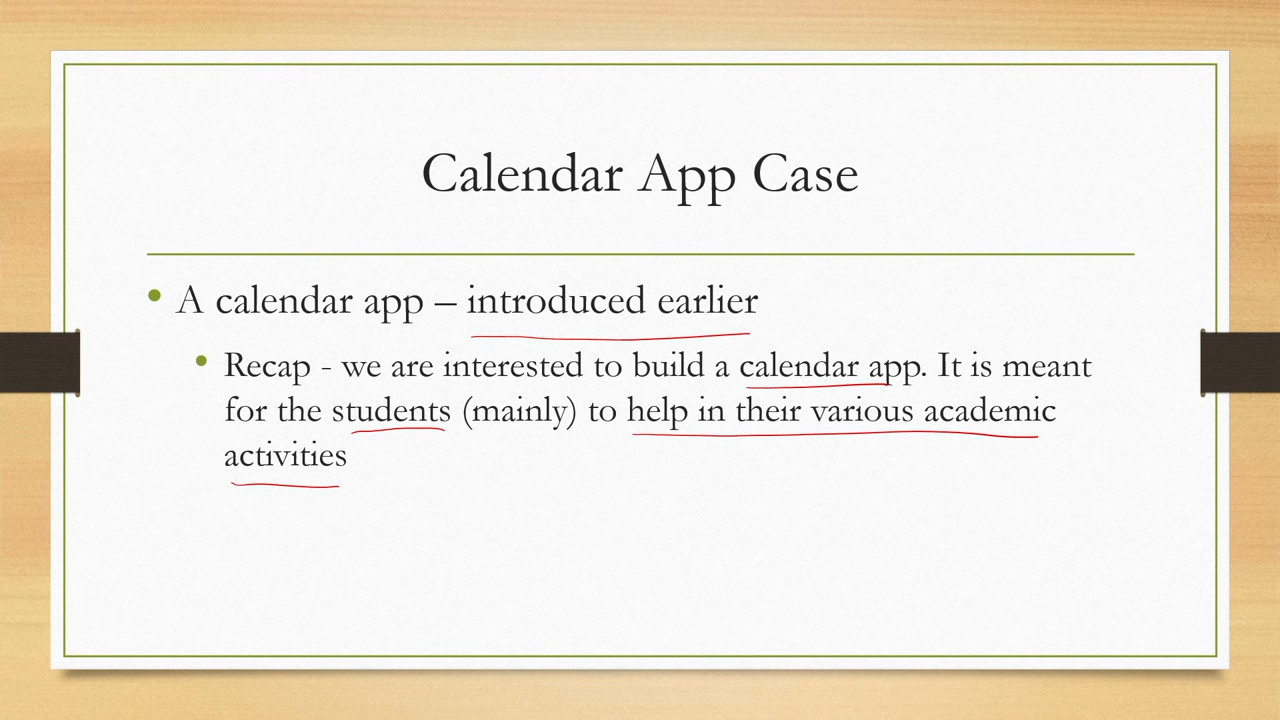 Calendar App Case
• A calendar app – introduced earlier
• Recap - we are interested to build a calendar app. It is meant
for the students (mainly) to help in their various academic
activities